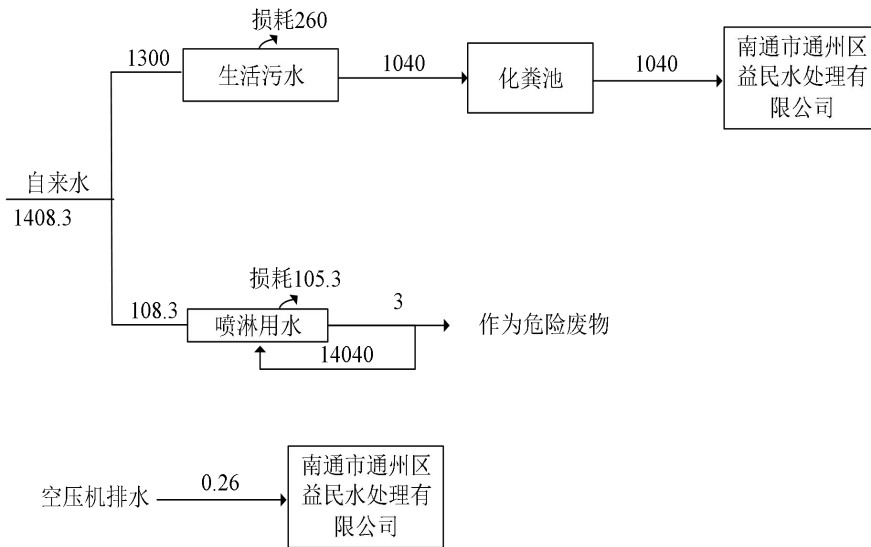 损耗260
1300
生活污水
1040
化粪池
1040
南通市通州区
益民水处理有
限公司
自来水
1408.3
损耗105.3
108.3
喷淋用水
3
作为危险废物
14040
空压机排水
0.26
南通市通州区
益民水处理有
限公司